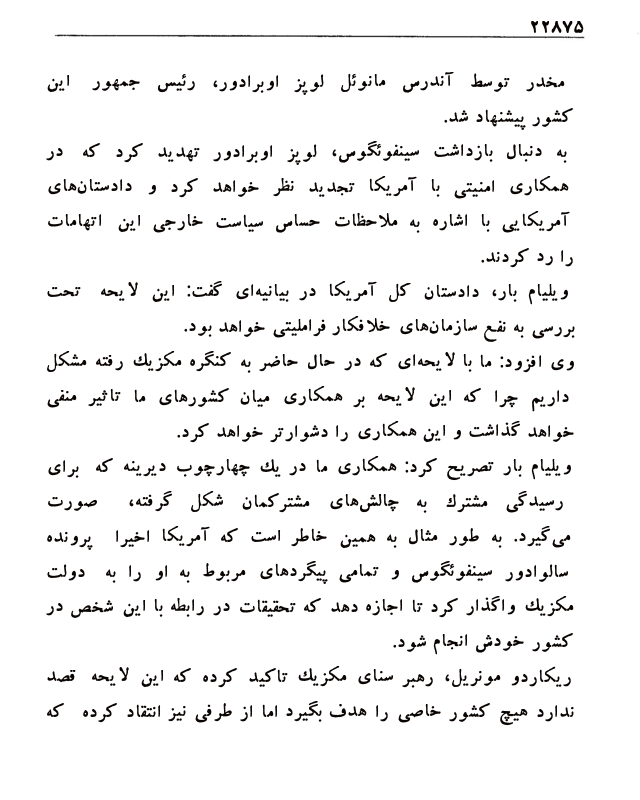 ۲۲۸۷۵
مخدر توسط آندرس مانوئل لوپز اوبرادور، رئیس جمهور این
کشور پیشنهاد شد.
به دنبال بازداشت سینفوئگوس، لوپز اوبرادور تهدید کرد که در
همکاری امنیتی با آمریکا تجدید نظر خواهد کرد و دادستان‌های
آمریکایی با اشاره به ملاحظات حساس سیاست خارجی این اتهامات
را رد کردند.
ویلیام بار، دادستان کل آمریکا در بیانیه‌ای گفت: این لایحه تحت
بررسی به نفع سازمان‌های خلافکار فراملیتی خواهد بود.
وی افزود: ما با لایحه‌ای که در حال حاضر به کنگره مکزیك رفته مشکل
داریم چرا که این لایحه بر همکاری میان کشورهای ما تاثیر منفی
خواهد گذاشت و این همکاری را دشوارتر خواهد کرد.
ویلیام بار تصریح کرد: همکاری ما در یك چهارچوب دیرینه که برای
رسیدگی مشترك به چالش‌های مشترکمان شکل گرفته، صورت
می‌گیرد. به طور مثال به همین خاطر است که آمریکا اخیرا پرونده
سالوادور سینفوئگوس و تمامی پیگردهای مربوط به او را به دولت
مکزیك واگذار کرد تا اجازه دهد که تحقیقات در رابطه با این شخص در
کشور خودش انجام شود.
ریکاردو مونریل، رهبر سنای مکزیك تاکید کرده که این لایحه قصد
ندارد هیچ کشور خاصی را هدف بگیرد اما از طرفی نیز انتقاد کرده که